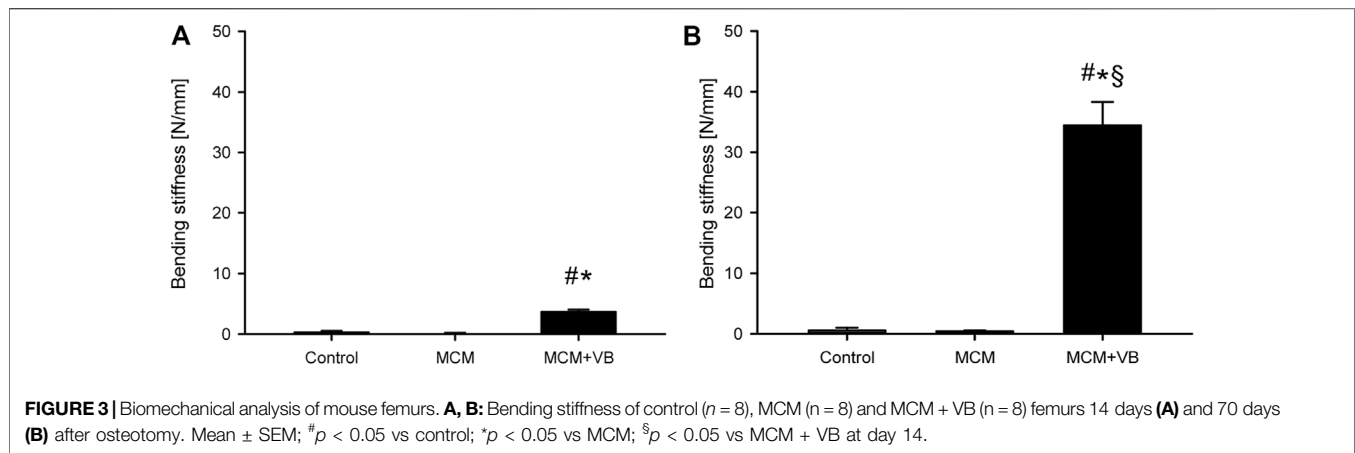 A
Bending stiffness [N/mm]
50
40
30
20
10
0
#*
Control MCM MCM+VB
B
Bending stiffness [N/mm]
50
40
30
20
10
0
#*§
Control MCM MCM+VB
FIGURE 3 | Biomechanical analysis of mouse femurs. A, B: Bending stiffness of control (n = 8), MCM (n = 8) and MCM + VB (n = 8) femurs 14 days (A) and 70 days
(B) after osteotomy. Mean ± SEM; #p < 0.05 vs control; *p < 0.05 vs MCM; §p < 0.05 vs MCM + VB at day 14.